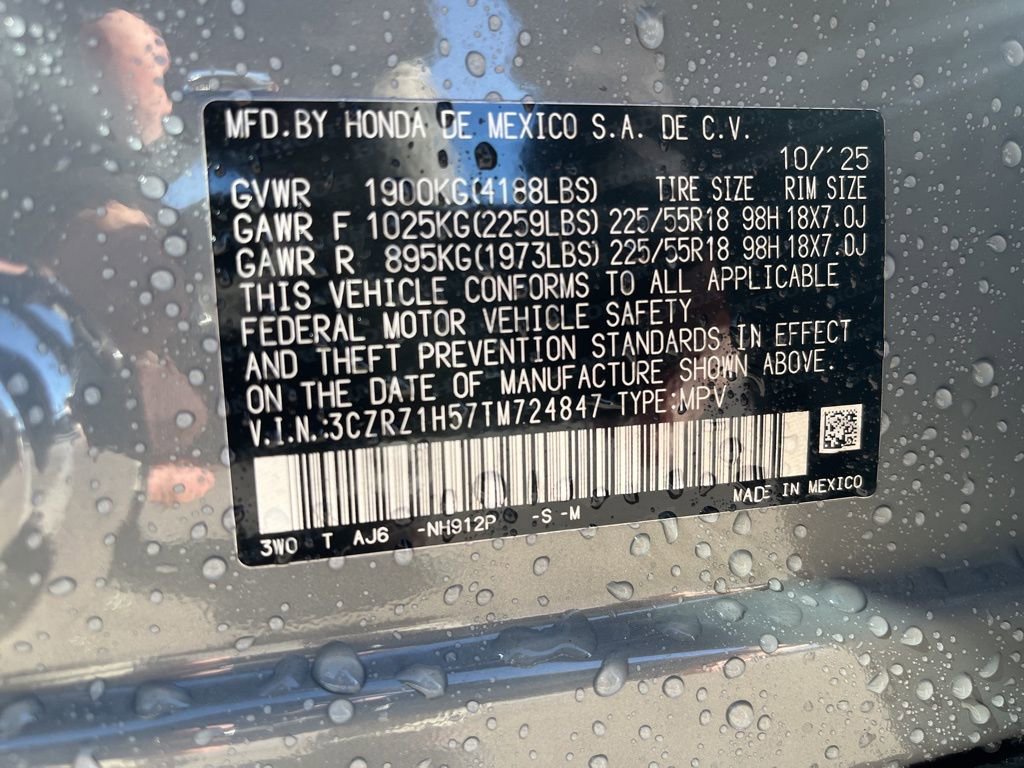 MFD.BY HONDA DE MEXICO S.A. DE C.V.
10/'25
GVWR 1900KG(4188LBS) TIRE SIZE RIM SIZE
GAWR F 1025KG(2259LBS) 225/55R18 98H 18X7.0J
GAWR R 895KG(1973LBS) 225/55R18 98H 18X7.0J
THIS VEHICLE CONFORMS TO ALL APPLICABLE
FEDERAL MOTOR VEHICLE SAFETY
AND THEFT PREVENTION STANDARDS IN EFFECT
ON THE DATE OF MANUFACTURE SHOWN ABOVE.
V.I.N.:3CZRZ1H57TM724847 TYPE:MPV
MADE IN MEXICO
3W0 T AJ6 -NH912P -S -M